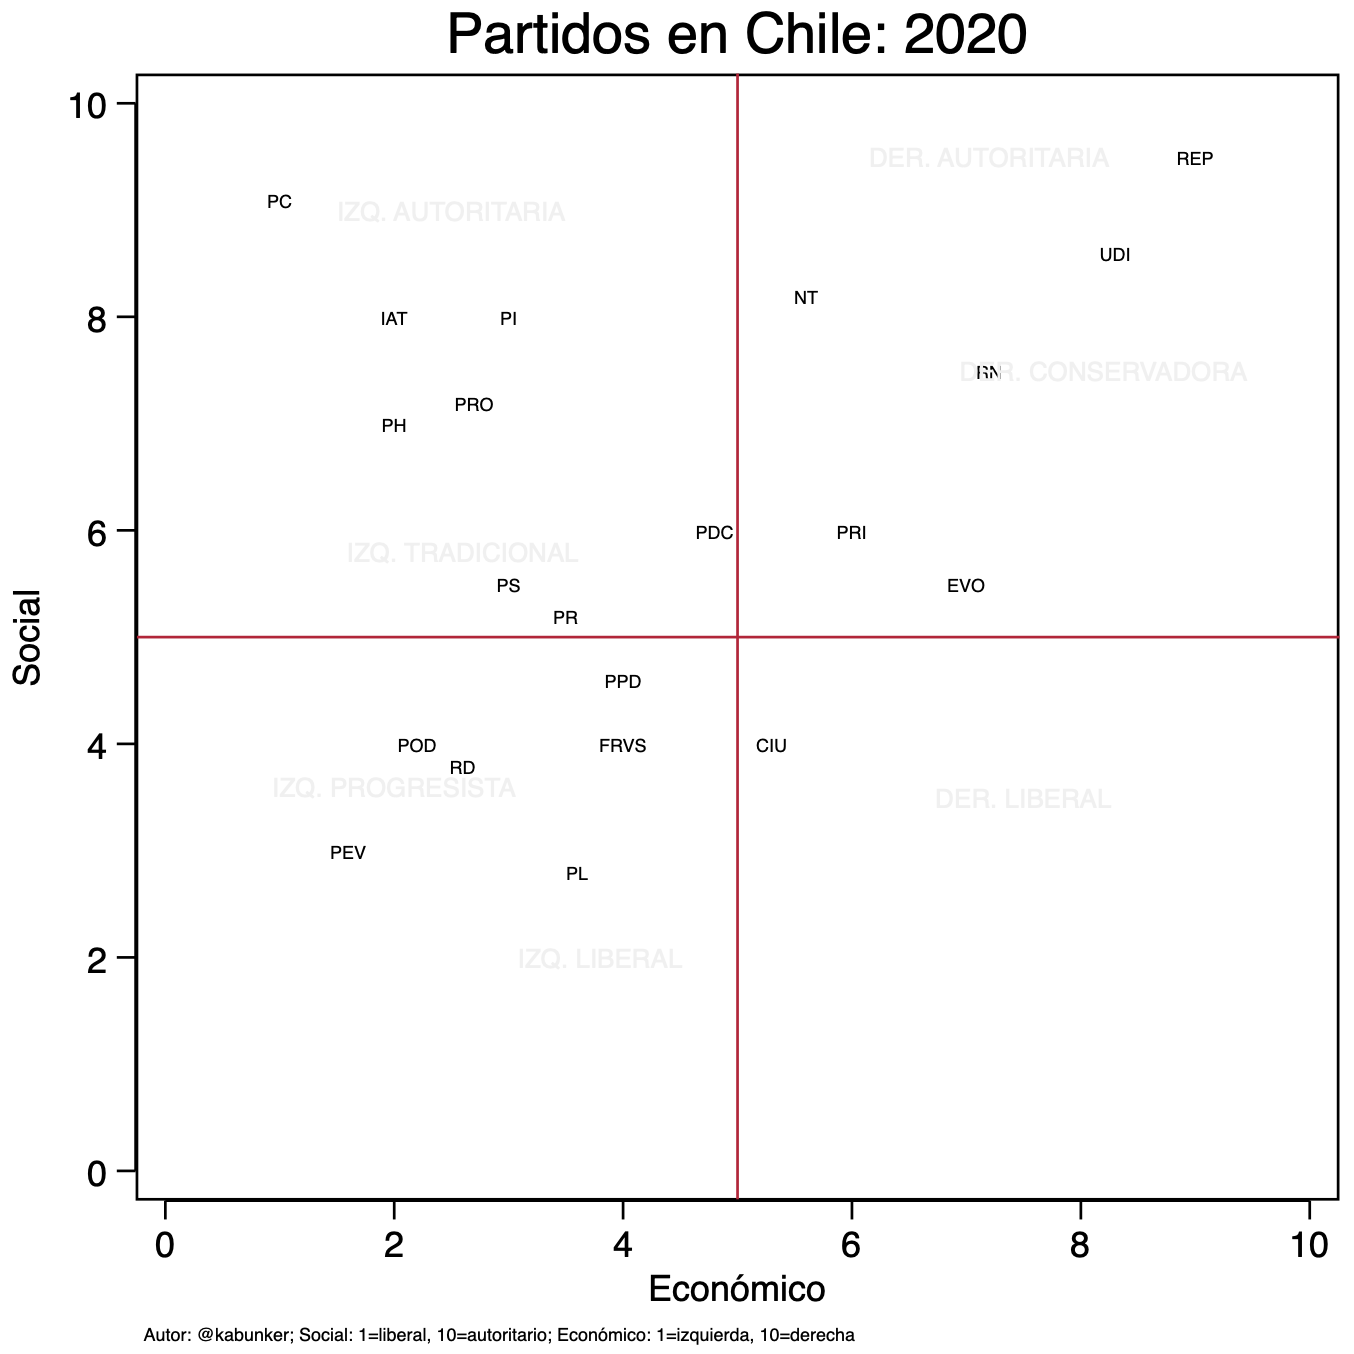 Partidos en Chile: 2020
10
DER. AUTORITARIA
REP
PC
IZQ. AUTORITARIA
UDI
NT
8
IAT
PI
RN
DER. CONSERVADORA
PRO
PH
6
PDC
PRI
IZQ. TRADICIONAL
PS
EVO
PR
Social
PPD
4
POD
FRVS
CIU
RD
IZQ. PROGRESISTA
DER. LIBERAL
PEV
PL
2
IZQ. LIBERAL
0
0 2 4 6 8 10
Económico
Autor: @kabunker; Social: 1=liberal, 10=autoritario; Económico: 1=izquierda, 10=derecha